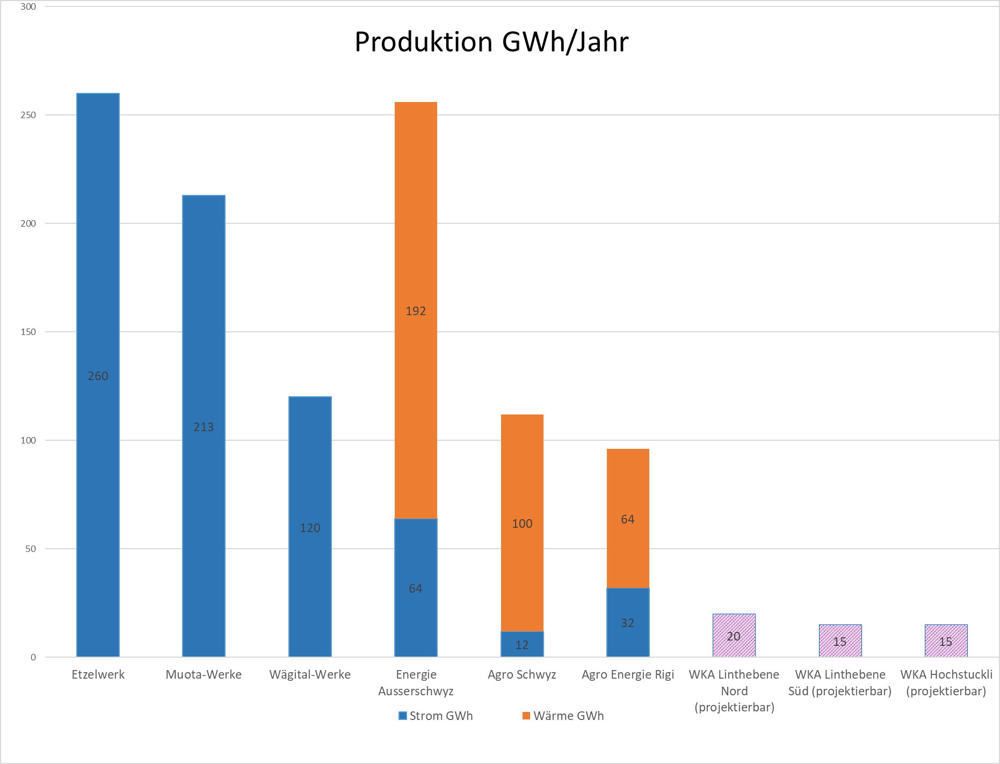 Produktion GWh/Jahr
300
250
200
150
100
50
0
260
213
120
192
64
100
12
64
32
20
15
15
Etzelwerk
Muota-Werke
Wägital-Werke
Energie
Ausserschwyz
Agro Schwyz
Agro Energie Rigi
WKA Linthebene
Nord
(projektierbar)
WKA Linthebene
Süd (projektierbar)
WKA Hochstuckli
(projektierbar)
Strom GWh
Wärme GWh